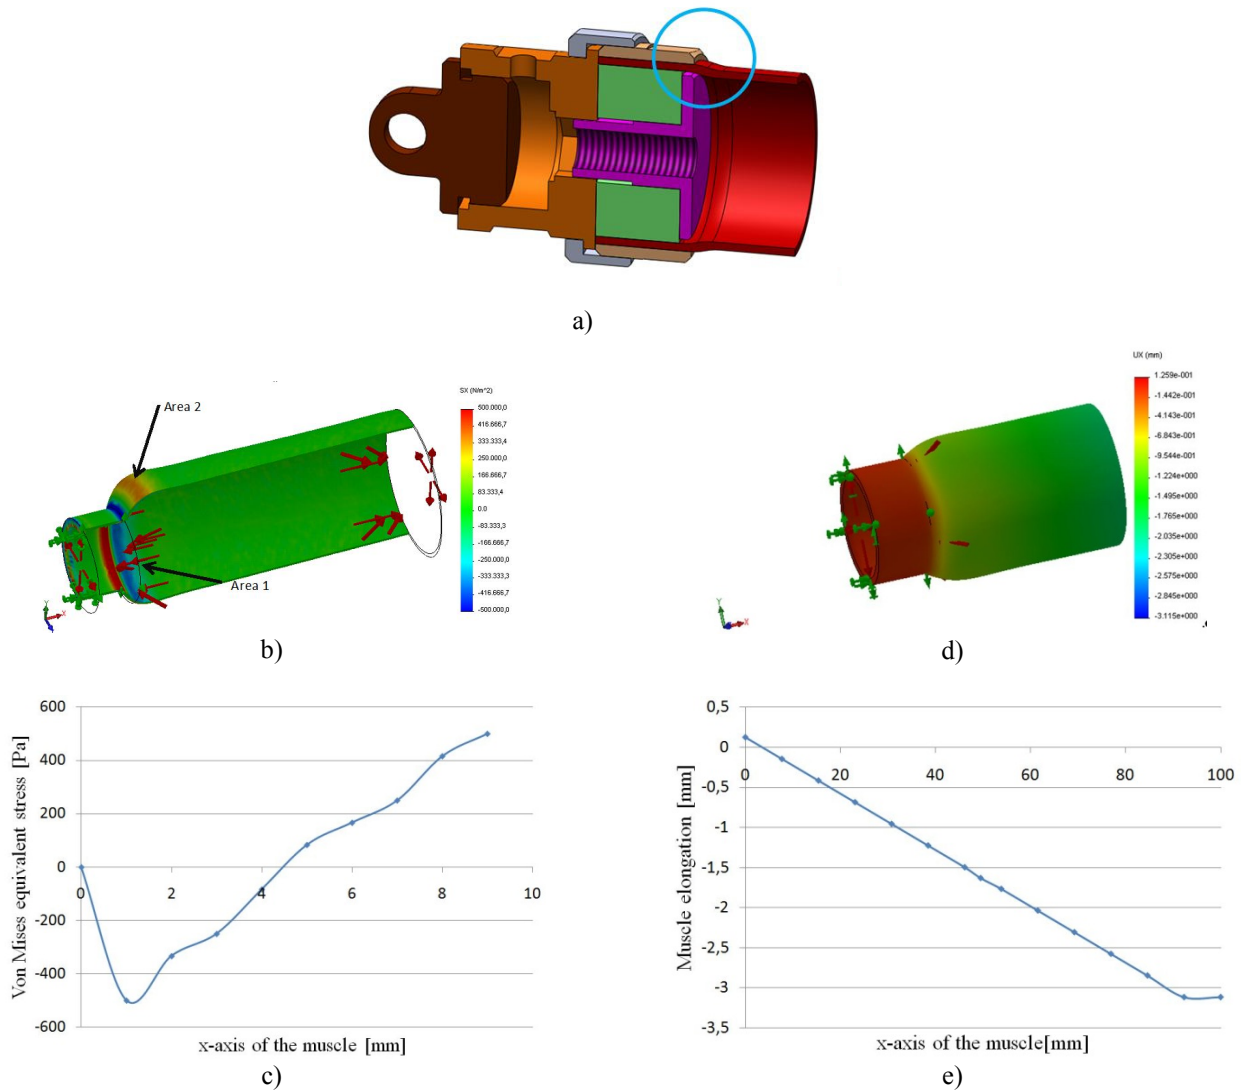 a)
Area 2
Area 1
SX (N/m^2)
500.000,0
416.666,7
333.333,4
250.000,0
166.666,7
83.333,4
0.0
-83.333,3
-166.666,7
-250.000,0
-333.333,3
-416.666,7
-500.000,0
Y
X
b)
UX (mm)
1.259e-001
-1.442e-001
-4.143e-001
-6.843e-001
-9.544e-001
-1.225e+000
-1.495e+000
-1.765e+000
-2.035e+000
-2.305e+000
-2.575e+000
-2.845e+000
-3.115e+000
Y
X
d)
Von Mises equivalent stress [Pa]
600
400
200
0
-200
-400
-600
0
2
4
6
8
10
x-axis of the muscle [mm]
c)
Muscle elongation [mm]
0,5
0
-0,5
-1
-1,5
-2
-2,5
-3
-3,5
0
20
40
60
80
100
x-axis of the muscle[mm]
e)